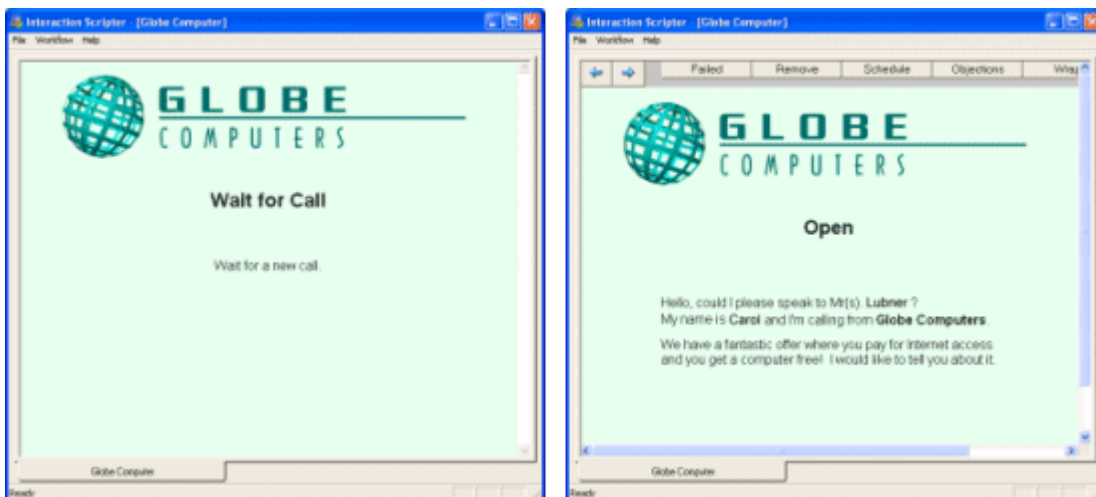 Interaction Scripter - [Globe Computer]
File Workflow Help
GLOBE
COMPUTERS
Wait for Call
Wait for a new call.
Globe Computer
Ready
Interaction Scripter - [Globe Computer]
File Workflow Help
Failed Remove Schedule Objections Wrap
GLOBE
COMPUTERS
Open
Hello, could I please speak to Mr(s). Lubner ?
My name is Carol and I'm calling from Globe Computers.
We have a fantastic offer where you pay for Internet access
and you get a computer free! I would like to tell you about it.
Globe Computer
Ready